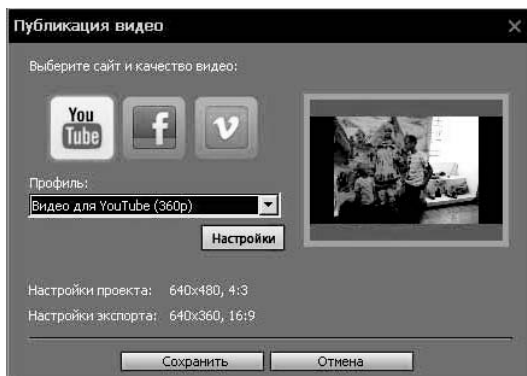 Публикация видео
Выберите сайт и качество видео:
You
Tube
f
v
Профиль:
Видео для YouTube (360p)
Настройки
Настройки проекта: 640x480, 4:3
Настройки экспорта: 640x360, 16:9
Сохранить Отмена